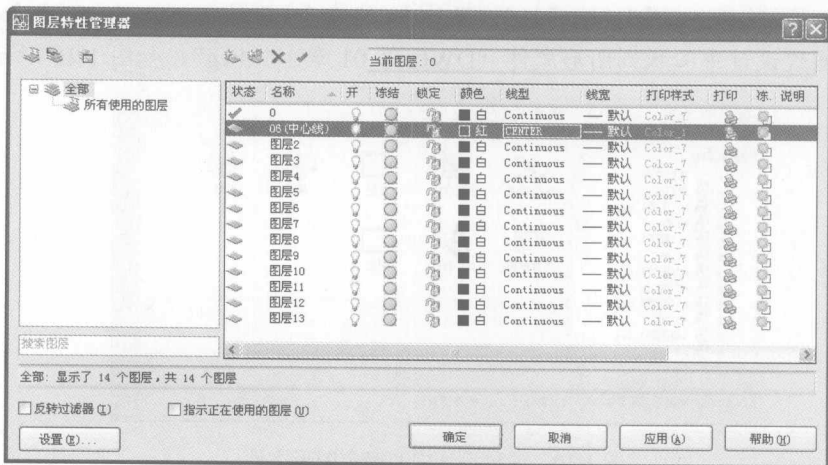 图层特性管理器
当前图层: 0
全部
所有使用的图层
状态 名称 开 冻结 锁定 颜色 线型 线宽 打印样式 打印 冻. 说明
0 白 Continuous 默认 Color_7
06(中心线) 红 CENTER 默认 Color_1
图层2 白 Continuous 默认 Color_7
图层3 白 Continuous 默认 Color_7
图层4 白 Continuous 默认 Color_7
图层5 白 Continuous 默认 Color_7
图层6 白 Continuous 默认 Color_7
图层7 白 Continuous 默认 Color_7
图层8 白 Continuous 默认 Color_7
图层9 白 Continuous 默认 Color_7
图层10 白 Continuous 默认 Color_7
图层11 白 Continuous 默认 Color_7
图层12 白 Continuous 默认 Color_7
图层13 白 Continuous 默认 Color_7
搜索图层
全部: 显示了 14 个图层,共 14 个图层
反转过滤器(I) 指示正在使用的图层(U)
设置(E)... 确定 取消 应用(A) 帮助(H)